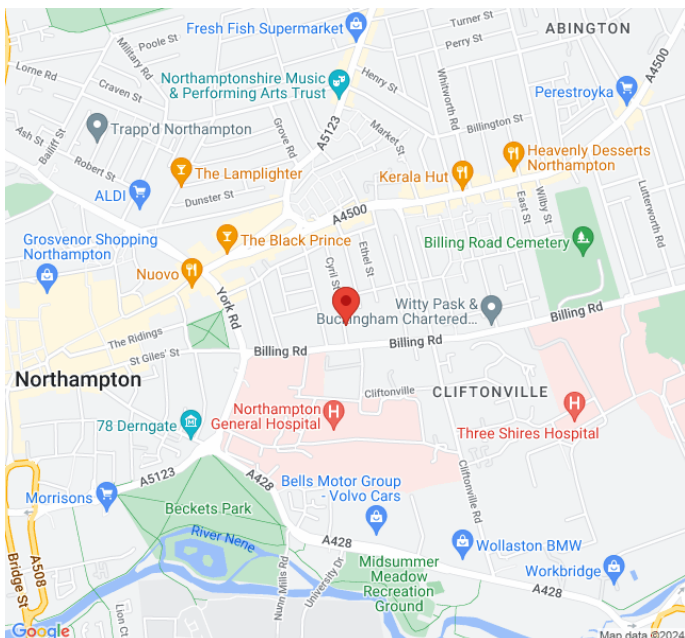 Turner St
Fresh Fish Supermarket
ABINGTON
Poole St
Perry St
Military Rd
A4500
Lorne Rd
Northamptonshire Music
& Performing Arts Trust
Henry St
Whitworth Rd
Craven St
Perestroyka
A5123
Market St
Billington St
Ash St
Bailiff St
Trapp'd Northampton
Grove Rd
Heavenly Desserts
Northampton
Robert St
The Lamplighter
Kerala Hut
ALDI
Dunster St
East St
Wilby St
Lutterworth Rd
A4500
Grosvenor Shopping
Northampton
The Black Prince
Ethel St
Billing Road Cemetery
Cyril St
Nuovo
York Rd
Witty Pask &
Buckingham Chartered...
The Ridings
Billing Rd
St Giles' St
Billing Rd
Billing Rd
Northampton
Cliftonville
CLIFTONVILLE
Northampton
General Hospital
78 Derngate
Three Shires Hospital
A5123
A428
Cliftonville Rd
Bells Motor Group
- Volvo Cars
Morrisons
Beckets Park
River Nene
A428
Wollaston BMW
A508
Bridge St
Nunn Mills Rd
University Dr
Midsummer
Meadow
Recreation
Ground
Workbridge
A428
Lion Ct
Google
Map data ©2024